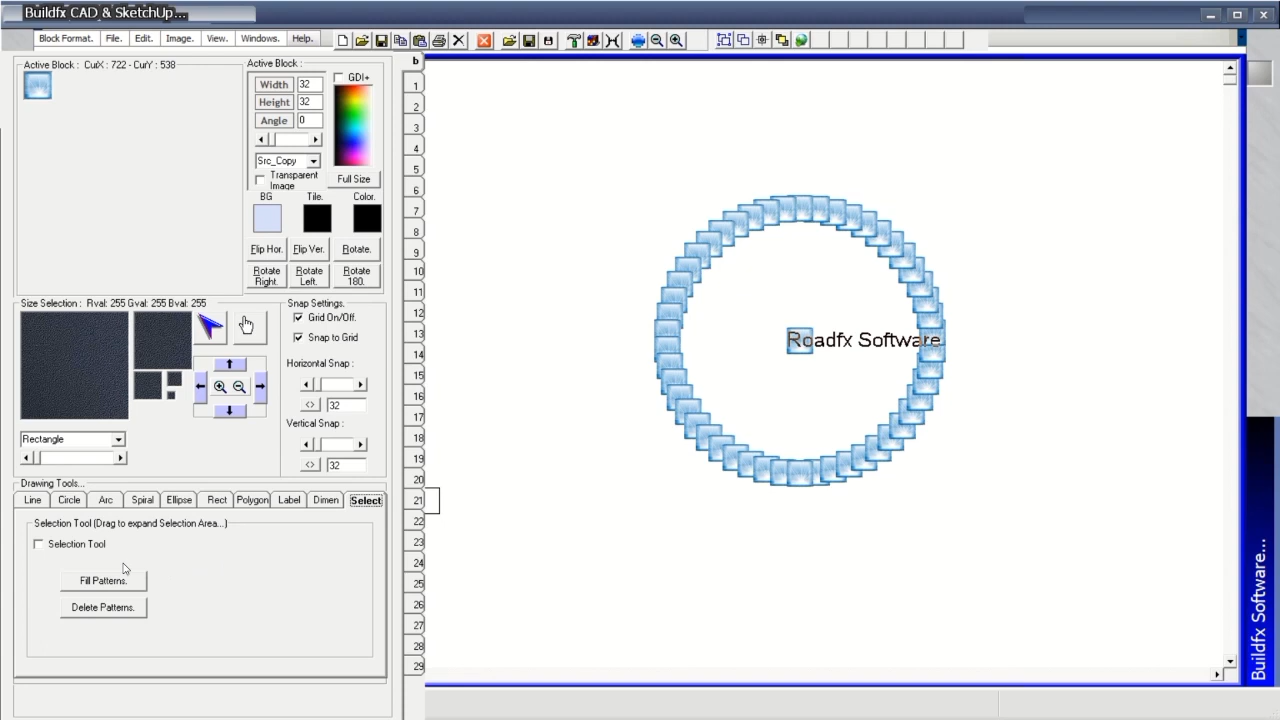 Buildfx CAD & SketchUp...
Block Format. File. Edit. Image. View. Windows. Help.
Active Block : CurX : 722 - CurY : 538
Active Block :
Width 32
GDI+
Height 32
Angle 0
Src_Copy
Transparent
Image
Full Size
BG Tile. Color.
Flip Hor. Flip Ver. Rotate.
Rotate
Right.
Rotate
Left.
Rotate
180.
Size Selection : Rval: 255 Gval: 255 Bval: 255
Rectangle
Snap Settings.
Grid On/Off.
Snap to Grid
Horizontal Snap :
<> 32
Vertical Snap :
<> 32
Drawing Tools...
Line Circle Arc Spiral Ellipse Rect Polygon Label Dimen Select
Selection Tool (Drag to expand Selection Area...)
Selection Tool
Fill Patterns.
Delete Patterns.
b
1
2
3
4
5
6
7
8
9
10
11
12
13
14
15
16
17
18
19
20
21
22
23
24
25
26
27
28
29
Roadfx Software
Buildfx Software...